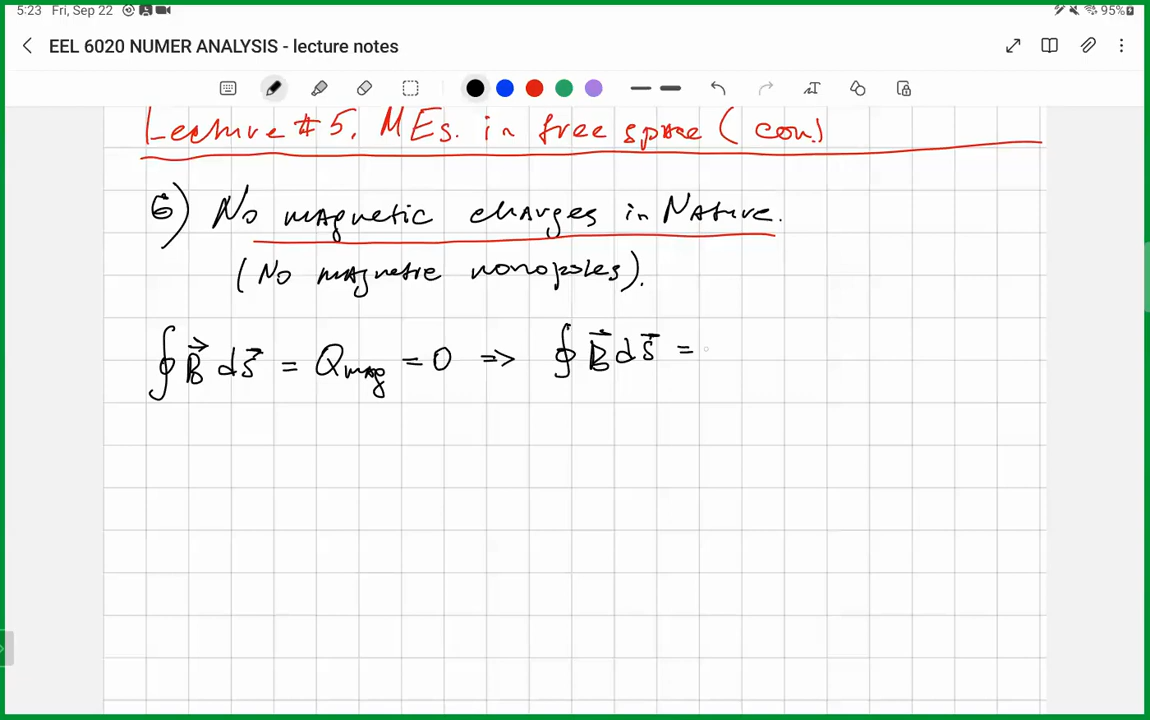 5:23 Fri, Sep 22 95%
EEL 6020 NUMER ANALYSIS - lecture notes
Lecture # 5. MEs. in free space ( con.)
6) No magnetic charges in Nature.
(No magnetic monopoles).
∮ B⃗ ds⃗ = Qmag = 0 => ∮ B⃗ ds⃗ =